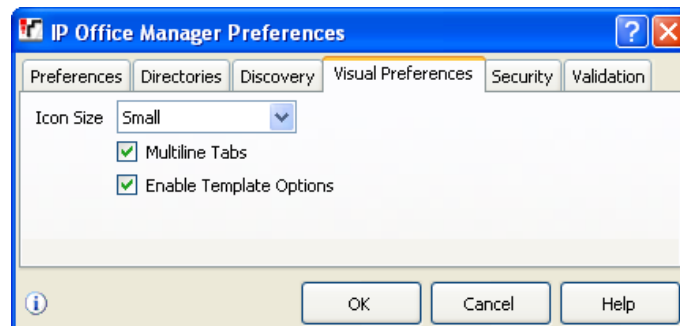 IP Office Manager Preferences
Preferences Directories Discovery Visual Preferences Security Validation
Icon Size Small
Multiline Tabs
Enable Template Options
OK Cancel Help